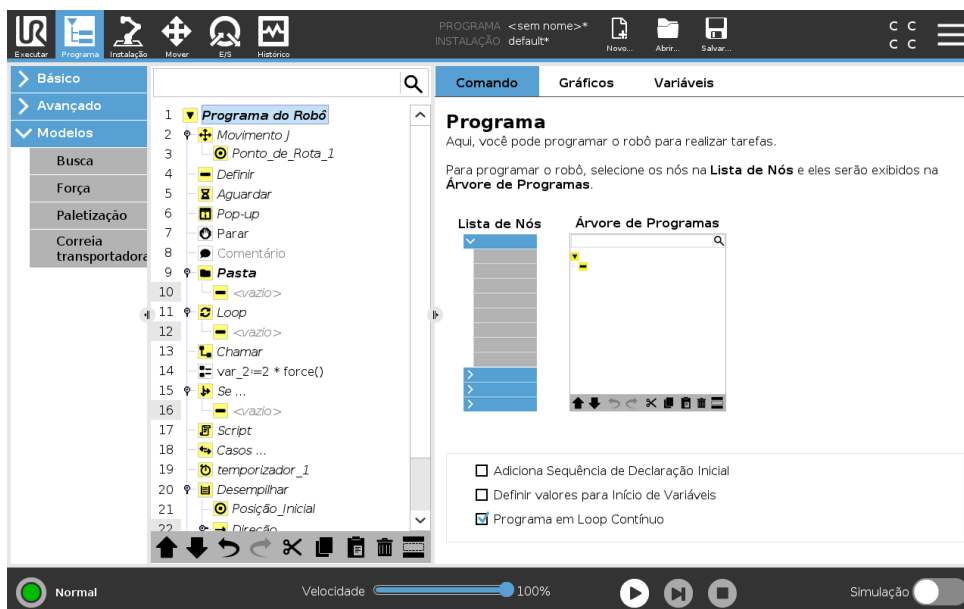 UR
PROGRAMA <sem nome>*
INSTALAÇÃO default*
Executar Programa Instalação Mover E/S Histórico
Novo... Abrir... Salvar...
C C
C C
Básico
Avançado
Modelos
Busca
Força
Paletização
Correia
transportadora
1 Programa do Robô
2 Movimento J
3 Ponto_de_Rota_1
4 Definir
5 Aguardar
6 Pop-up
7 Parar
8 Comentário
9 Pasta
10 <vazio>
11 Loop
12 <vazio>
13 Chamar
14 var_2:=2 * force()
15 Se ...
16 <vazio>
17 Script
18 Casos ...
19 temporizador_1
20 Desempilhar
21 Posição_Inicial
22 Direção
Comando Gráficos Variáveis
Programa
Aqui, você pode programar o robô para realizar tarefas.
Para programar o robô, selecione os nós na Lista de Nós e eles serão exibidos na
Árvore de Programas.
Lista de Nós Árvore de Programas
Adiciona Sequência de Declaração Inicial
Definir valores para Início de Variáveis
Programa em Loop Contínuo
Normal
Velocidade 100%
Simulação